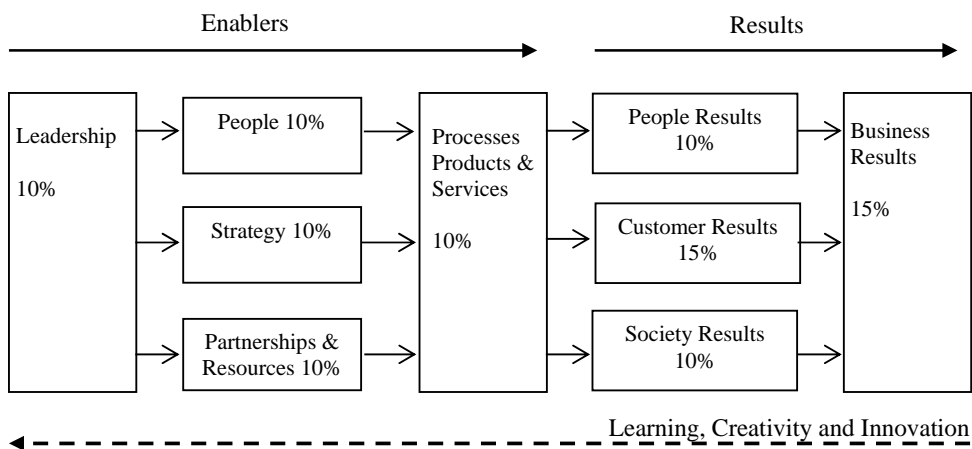 Enablers
Results
Leadership
10%
People 10%
Strategy 10%
Partnerships &
Resources 10%
Processes
Products &
Services
10%
People Results
10%
Customer Results
15%
Society Results
10%
Business
Results
15%
Learning, Creativity and Innovation